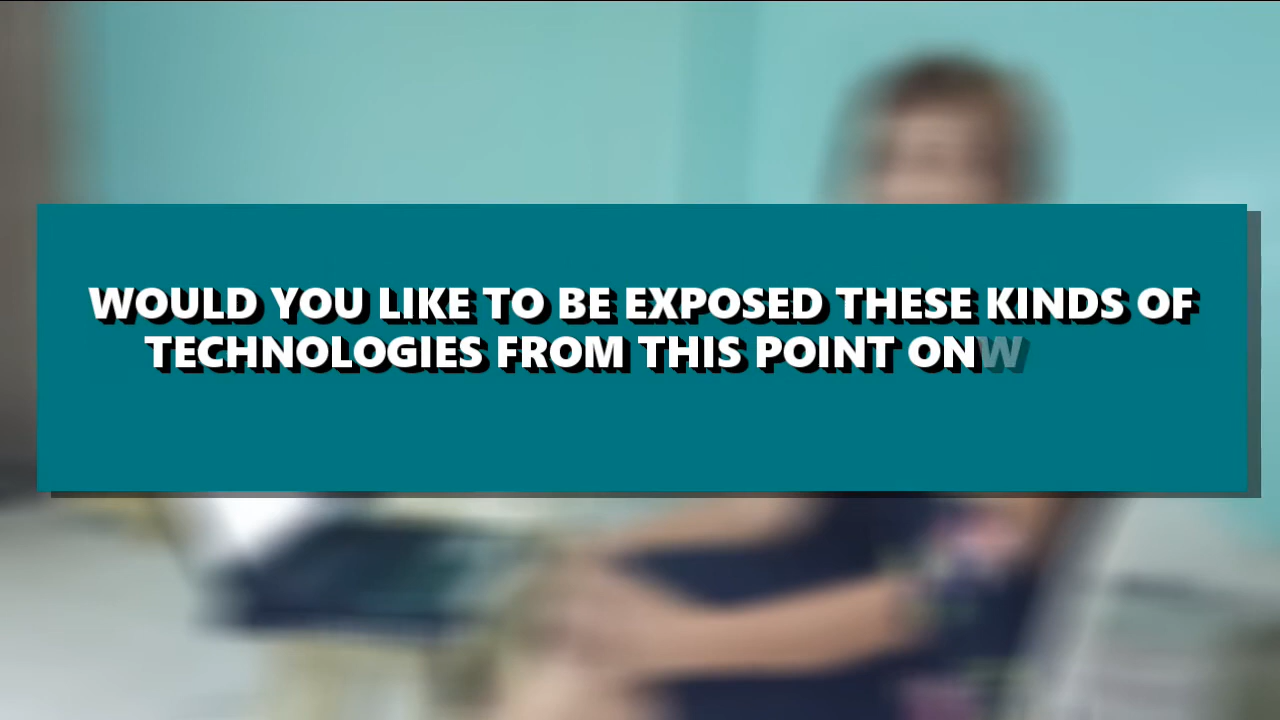 WOULD YOU LIKE TO BE EXPOSED THESE KINDS OF
TECHNOLOGIES FROM THIS POINT ONW